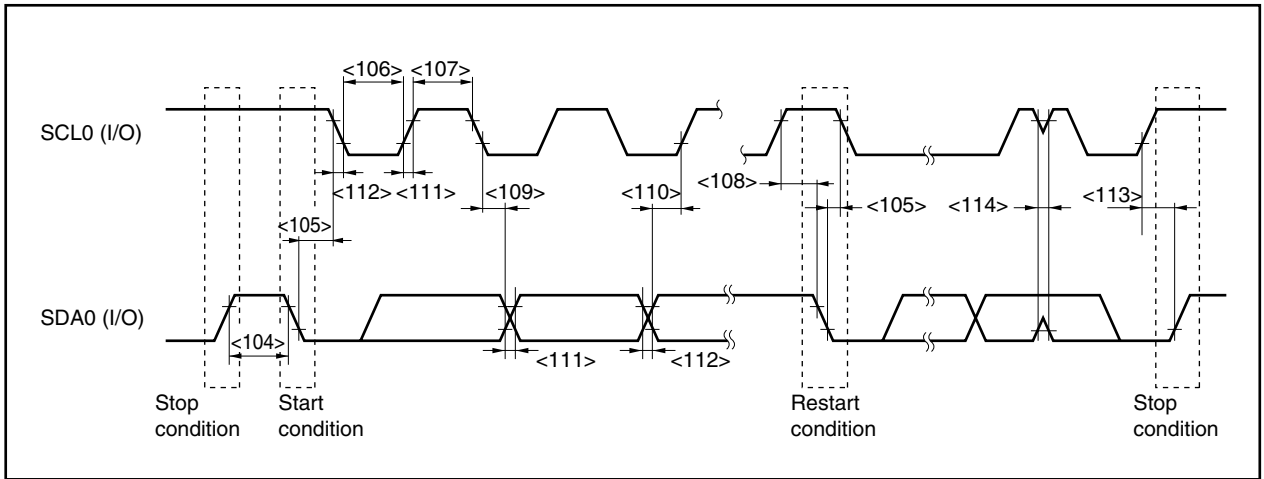 <106> <107>
SCL0 (I/O)
<112> <111> <109> <110> <108>
<105> <105> <114> <113>
SDA0 (I/O)
<104> <111> <112>
Stop condition
Start condition
Restart condition
Stop condition